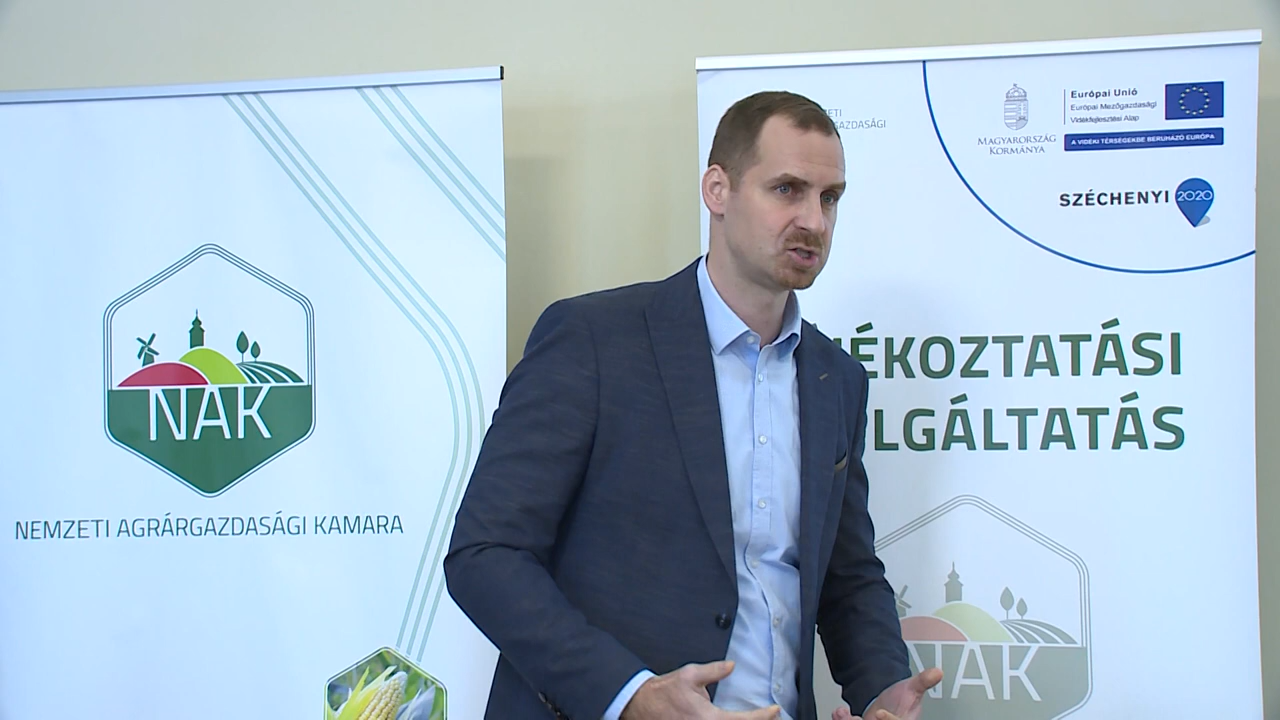 NAK
NEMZETI AGRÁRGAZDASÁGI KAMARA
MAGYARORSZÁG
KORMÁNYA
Európai Unió
Európai Mezőgazdasági
Vidékfejlesztési Alap
A VIDÉKI TÉRSÉGEKBE BERUHÁZÓ EURÓPA
SZÉCHENYI 2020
ÉKOZTATÁSI
LGÁLTATÁS
NAK